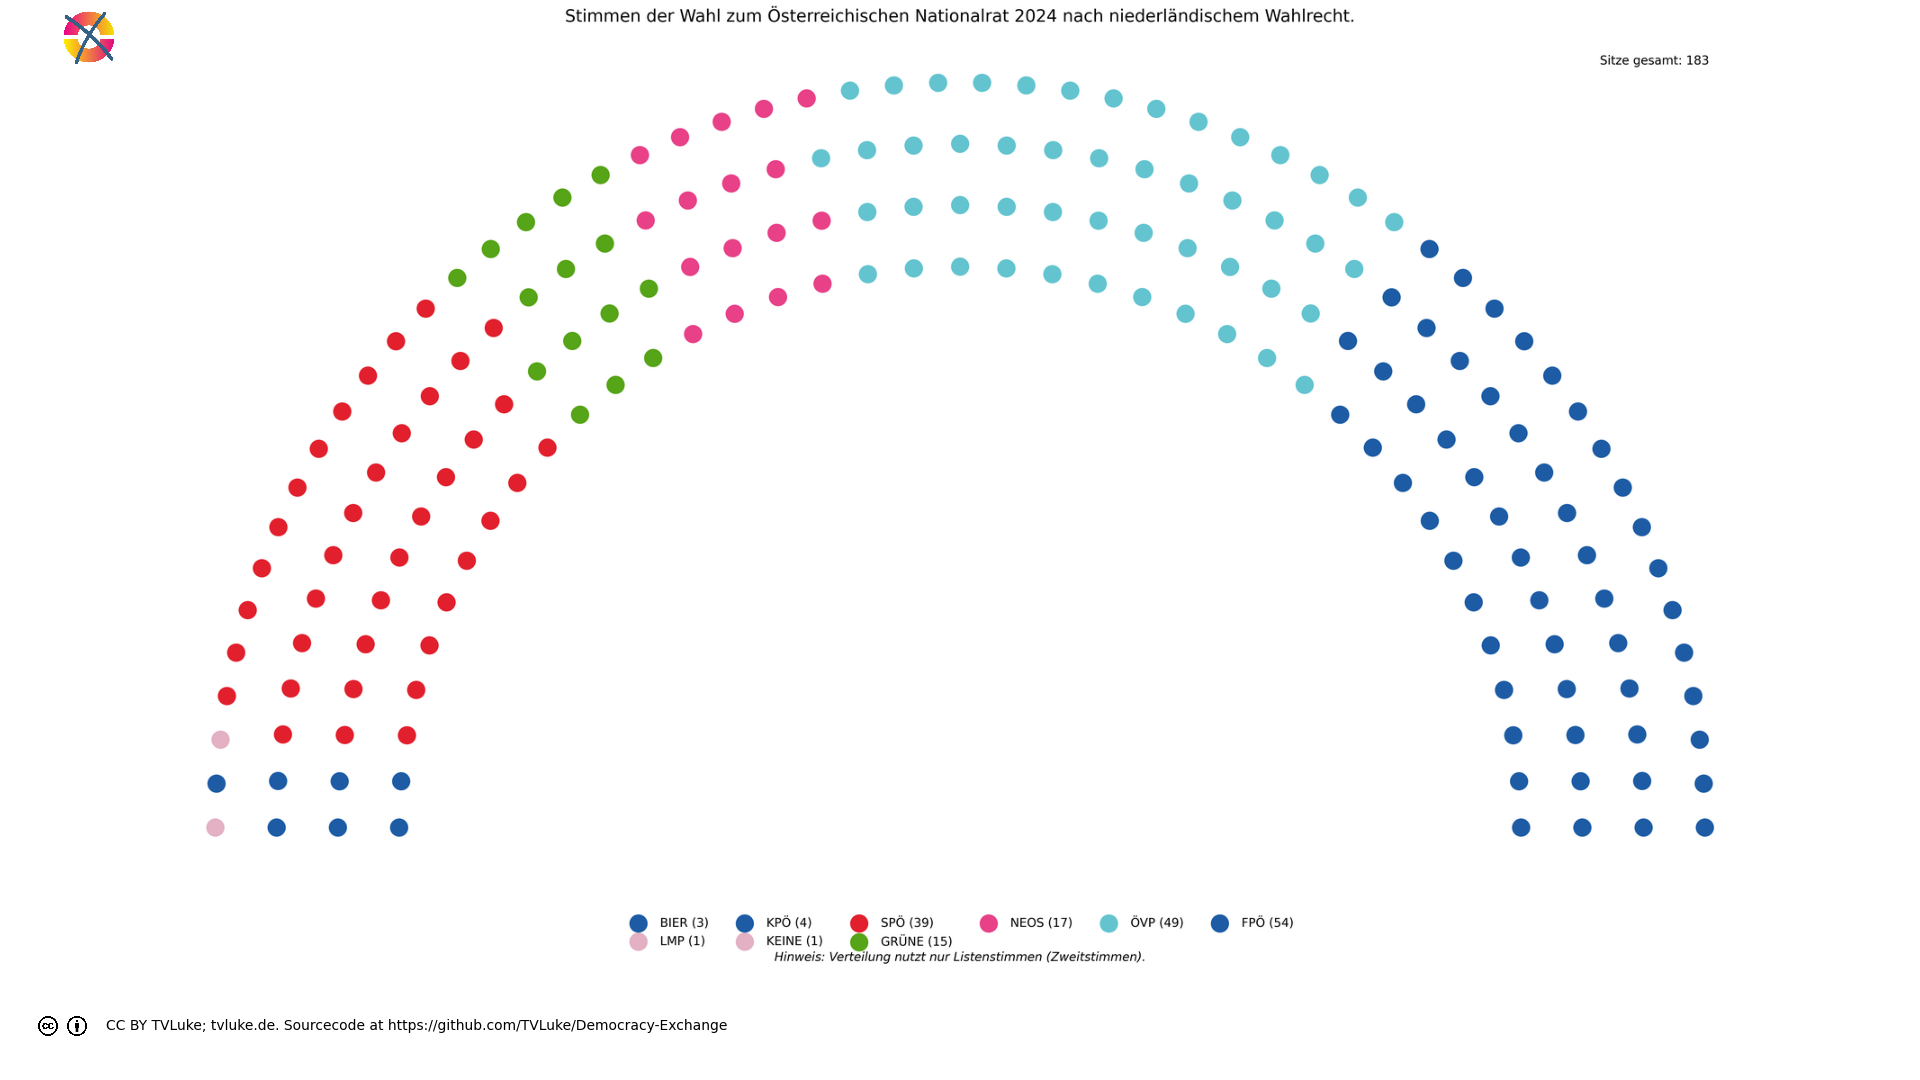 Stimmen der Wahl zum Österreichischen Nationalrat 2024 nach niederländischem Wahlrecht.
Sitze gesamt: 183
BIER (3) KPÖ (4) SPÖ (39) NEOS (17) ÖVP (49) FPÖ (54)
LMP (1) KEINE (1) GRÜNE (15)
Hinweis: Verteilung nutzt nur Listenstimmen (Zweitstimmen).
cc CC BY TVLuke; tvluke.de. Sourcecode at https://github.com/TVLuke/Democracy-Exchange